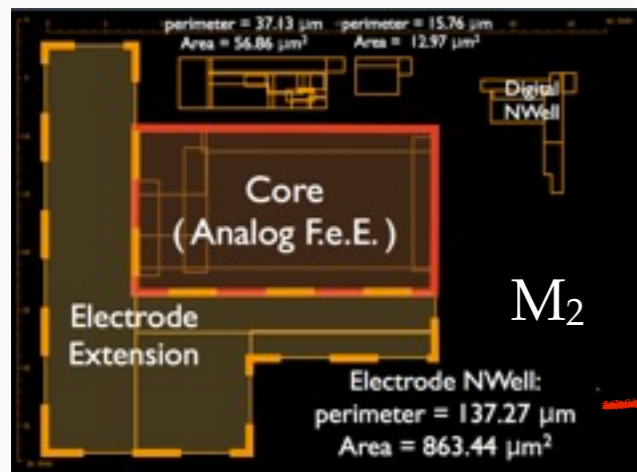 perimeter = 37.13 µm perimeter = 15.76 µm
Area = 56.86 µm² Area = 12.97 µm²
Digital
NWell
Core
( Analog F.e.E. )
M₂
Electrode
Extension
Electrode NWell:
perimeter = 137.27 µm
Area = 863.44 µm²